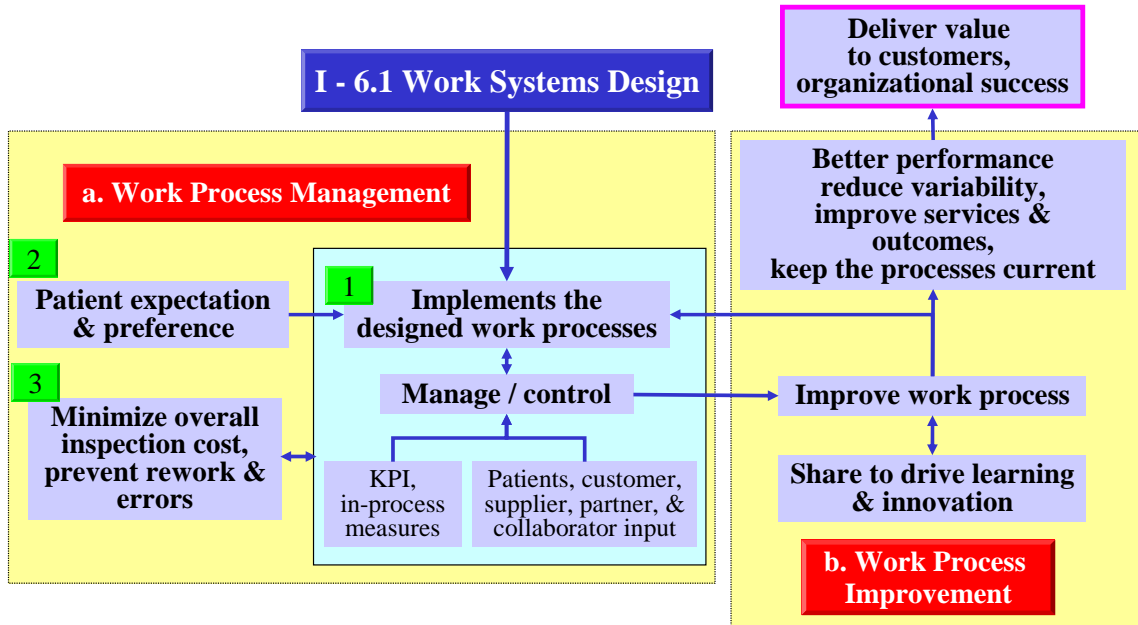 Deliver value
to customers,
organizational success
I - 6.1 Work Systems Design
a. Work Process Management
Better performance
reduce variability,
improve services &
outcomes,
keep the processes current
2
Patient expectation
& preference
1
Implements the
designed work processes
3
Minimize overall
inspection cost,
prevent rework &
errors
Manage / control
Improve work process
KPI,
in-process
measures
Patients, customer,
supplier, partner, &
collaborator input
Share to drive learning
& innovation
b. Work Process
Improvement